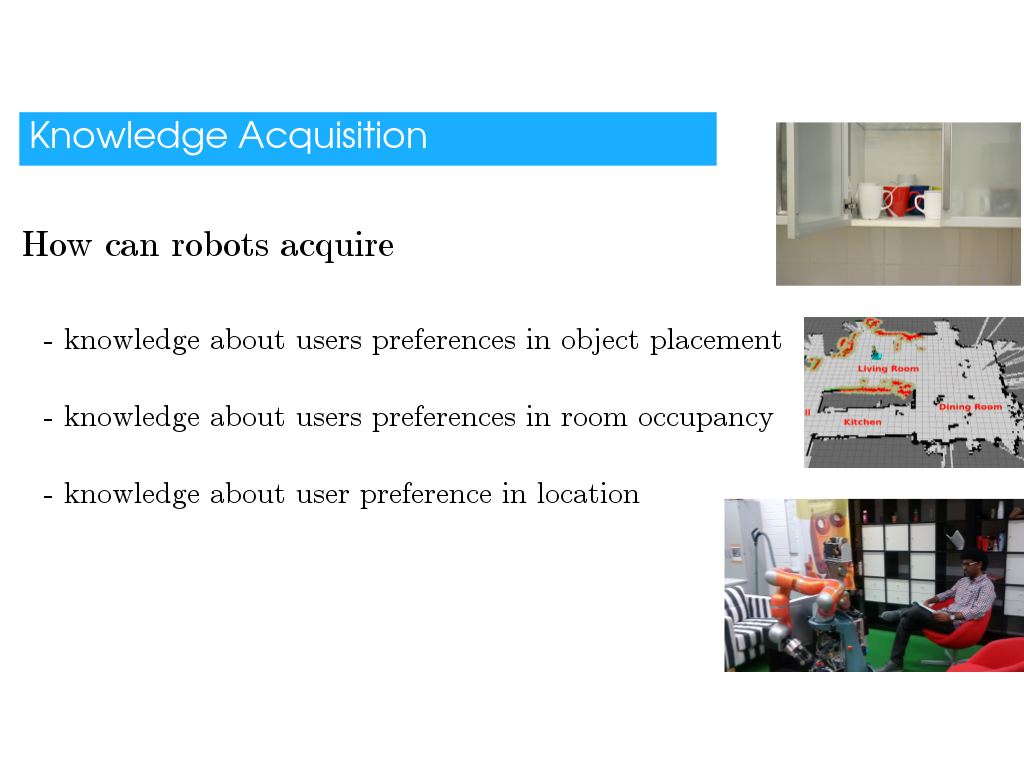 Knowledge Acquisition
How can robots acquire
- knowledge about users preferences in object placement
- knowledge about users preferences in room occupancy
- knowledge about user preference in location
Living Room
Dining Room
ll
Kitchen